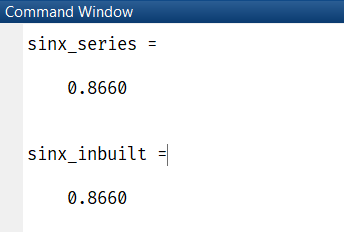 Command Window
sinx_series =
0.8660
sinx_inbuilt =
0.8660